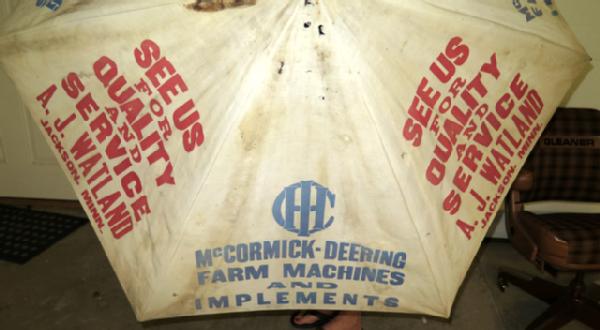 SEE US
FOR
QUALITY
AND
SERVICE
A. J. WATLAND
JACKSON, MINN.
IHC
McCORMICK-DEERING
FARM MACHINES
AND
IMPLEMENTS
SEE US
FOR
QUALITY
AND
SERVICE
A. J. WATLAND
JACKSON, MINN.
GLEANER